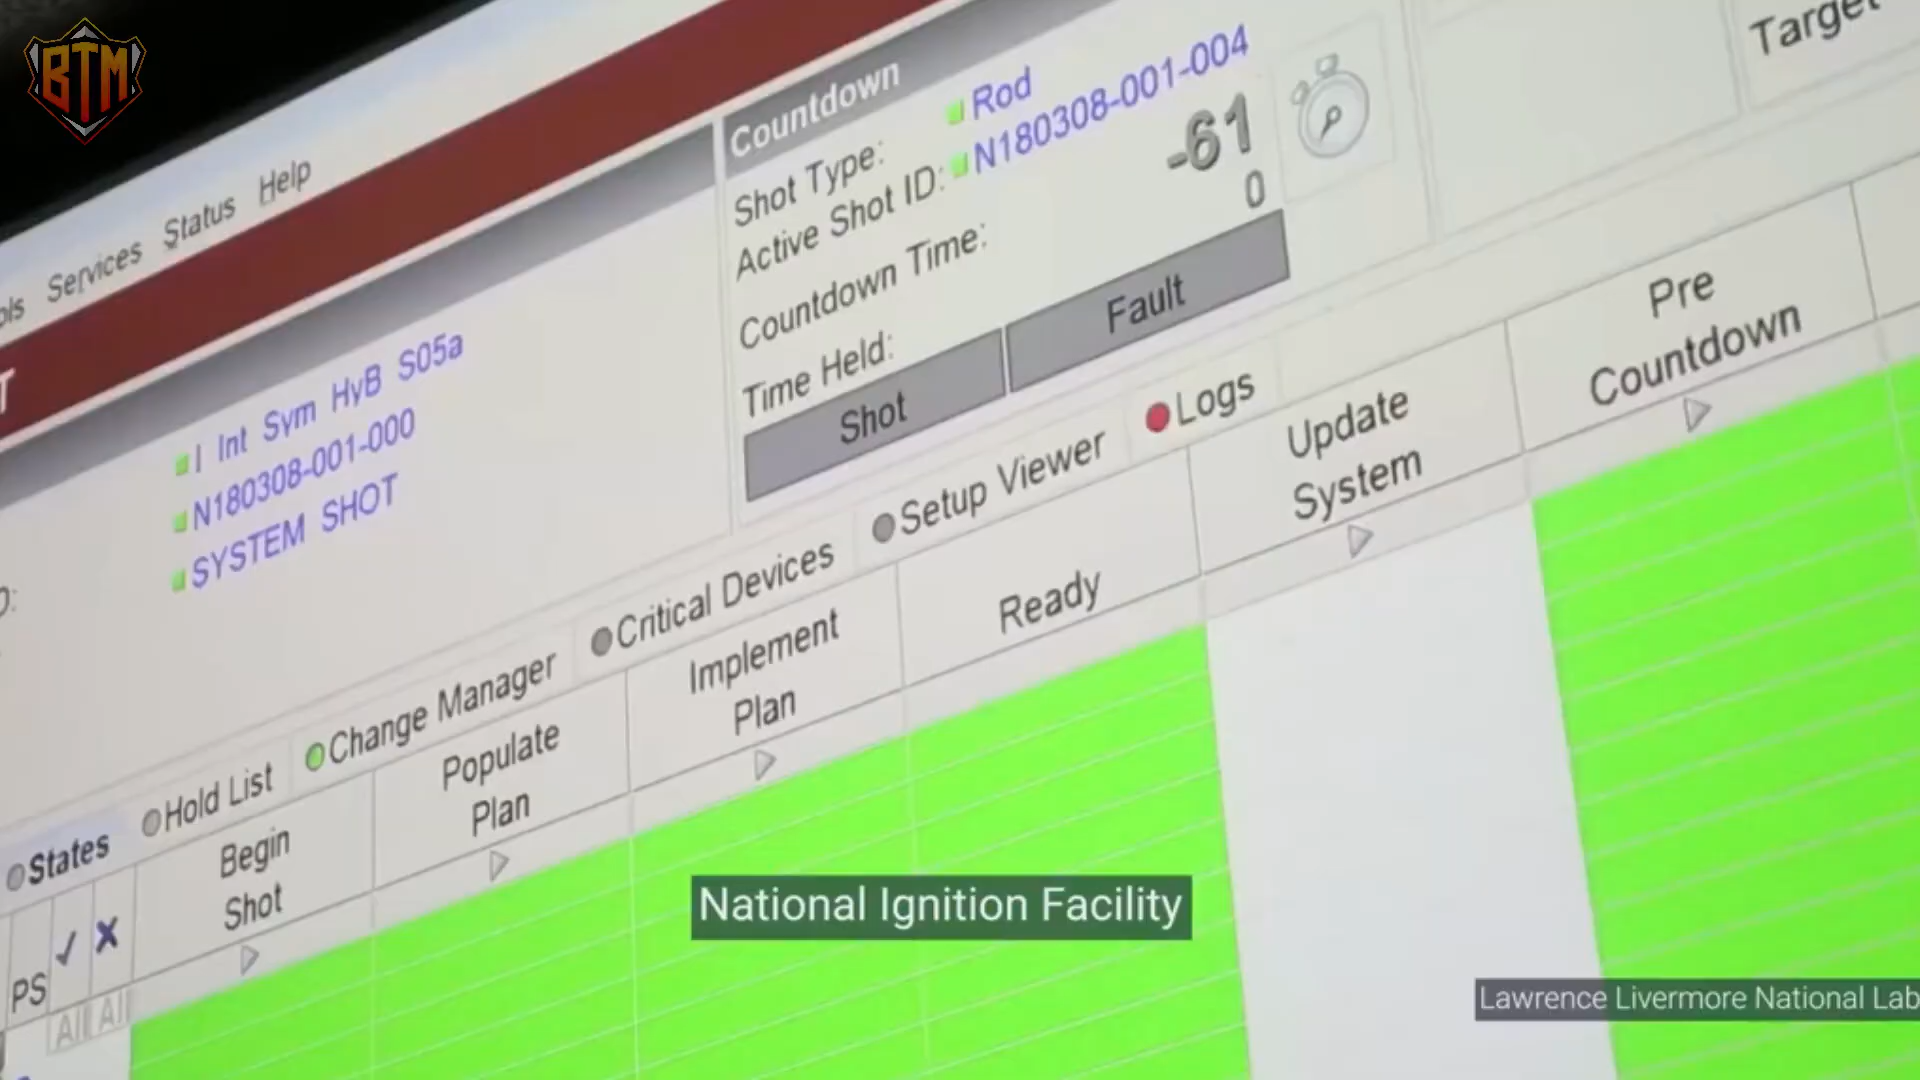 BTM
Target
Status Help
Services
Countdown
Shot Type: Rod
Active Shot ID: N180308-001-004
Countdown Time: -61
Time Held: 0
Shot Fault
I Int Sym HyB S05a
N180308-001-000
SYSTEM SHOT
States Hold List Change Manager Critical Devices Setup Viewer Logs
PS
All All
Begin
Shot
Populate
Plan
Implement
Plan
Ready
Update
System
Pre
Countdown
National Ignition Facility
Lawrence Livermore National Lab